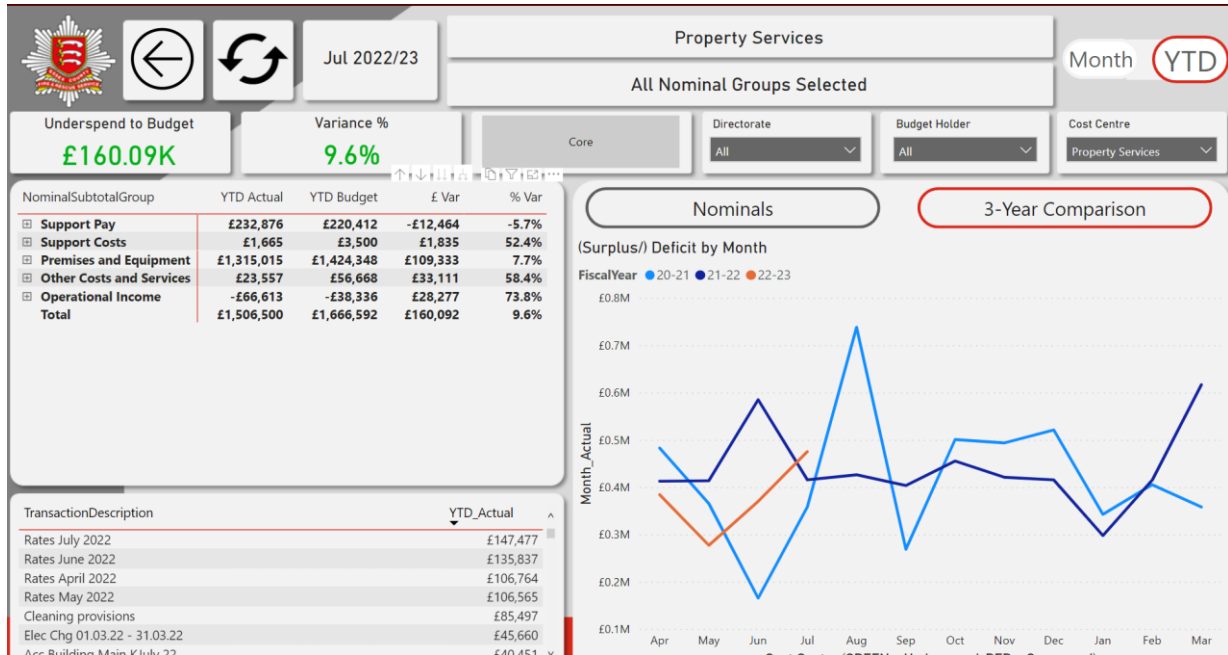 Jul 2022/23
Property Services
All Nominal Groups Selected
Month
YTD
Underspend to Budget
£160.09K
Variance %
9.6%
Core
Directorate
All
Budget Holder
All
Cost Centre
Property Services
NominalSubtotalGroup YTD Actual YTD Budget £ Var % Var
Support Pay £232,876 £220,412 -£12,464 -5.7%
Support Costs £1,665 £3,500 £1,835 52.4%
Premises and Equipment £1,315,015 £1,424,348 £109,333 7.7%
Other Costs and Services £23,557 £56,668 £33,111 58.4%
Operational Income -£66,613 -£38,336 £28,277 73.8%
Total £1,506,500 £1,666,592 £160,092 9.6%
TransactionDescription YTD_Actual
Rates July 2022 £147,477
Rates June 2022 £135,837
Rates April 2022 £106,764
Rates May 2022 £106,565
Cleaning provisions £85,497
Elec Chg 01.03.22 - 31.03.22 £45,660
Nominals
3-Year Comparison
(Surplus/) Deficit by Month
FiscalYear 20-21 21-22 22-23
Month_Actual
£0.8M
£0.7M
£0.6M
£0.5M
£0.4M
£0.3M
£0.2M
£0.1M
Apr May Jun Jul Aug Sep Oct Nov Dec Jan Feb Mar